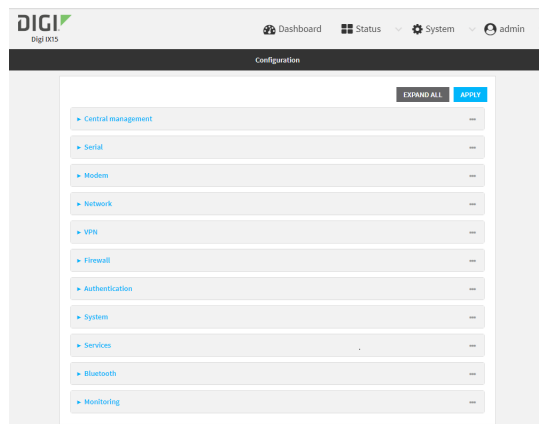 DIGI
Digi IX15
Dashboard Status System admin
Configuration
EXPAND ALL APPLY
Central management
Serial
Modem
Network
VPN
Firewall
Authentication
System
Services
Bluetooth
Monitoring